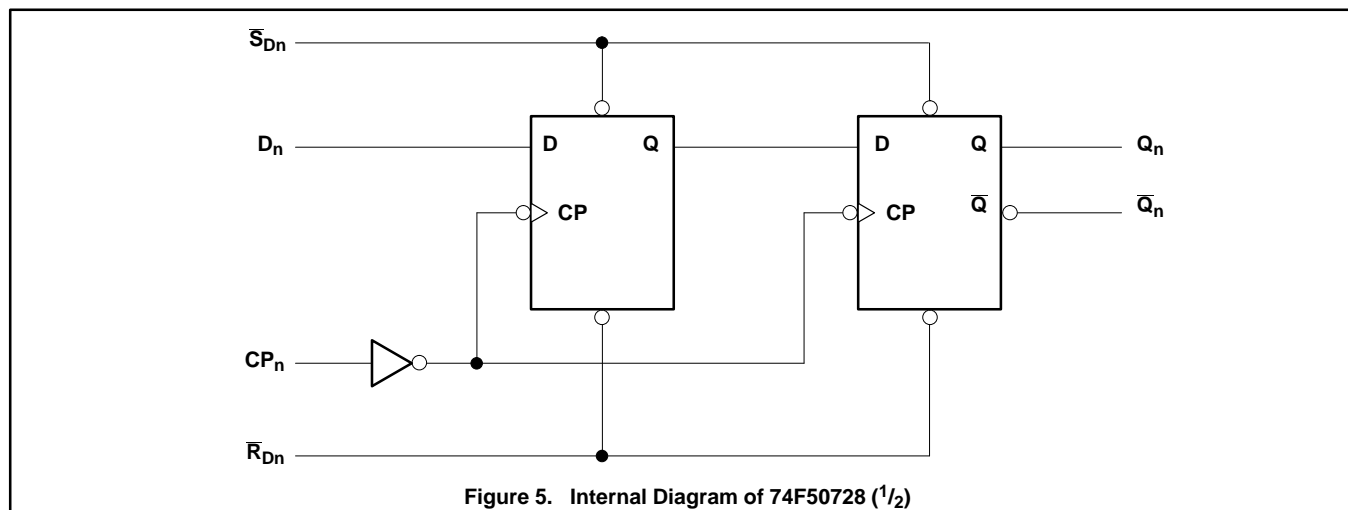 S̅Dn
Dn
D Q
D Q
Qn
CP
CP Q̅
Q̅n
CPn
R̅Dn
Figure 5. Internal Diagram of 74F50728 (1/2)